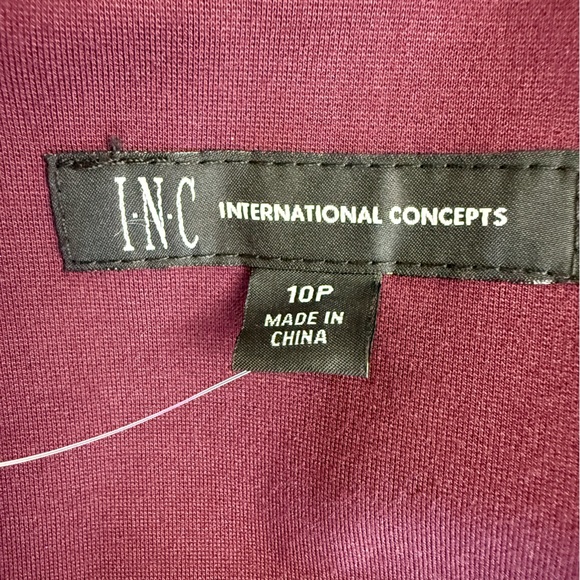 I·N·C INTERNATIONAL CONCEPTS
10P
MADE IN
CHINA